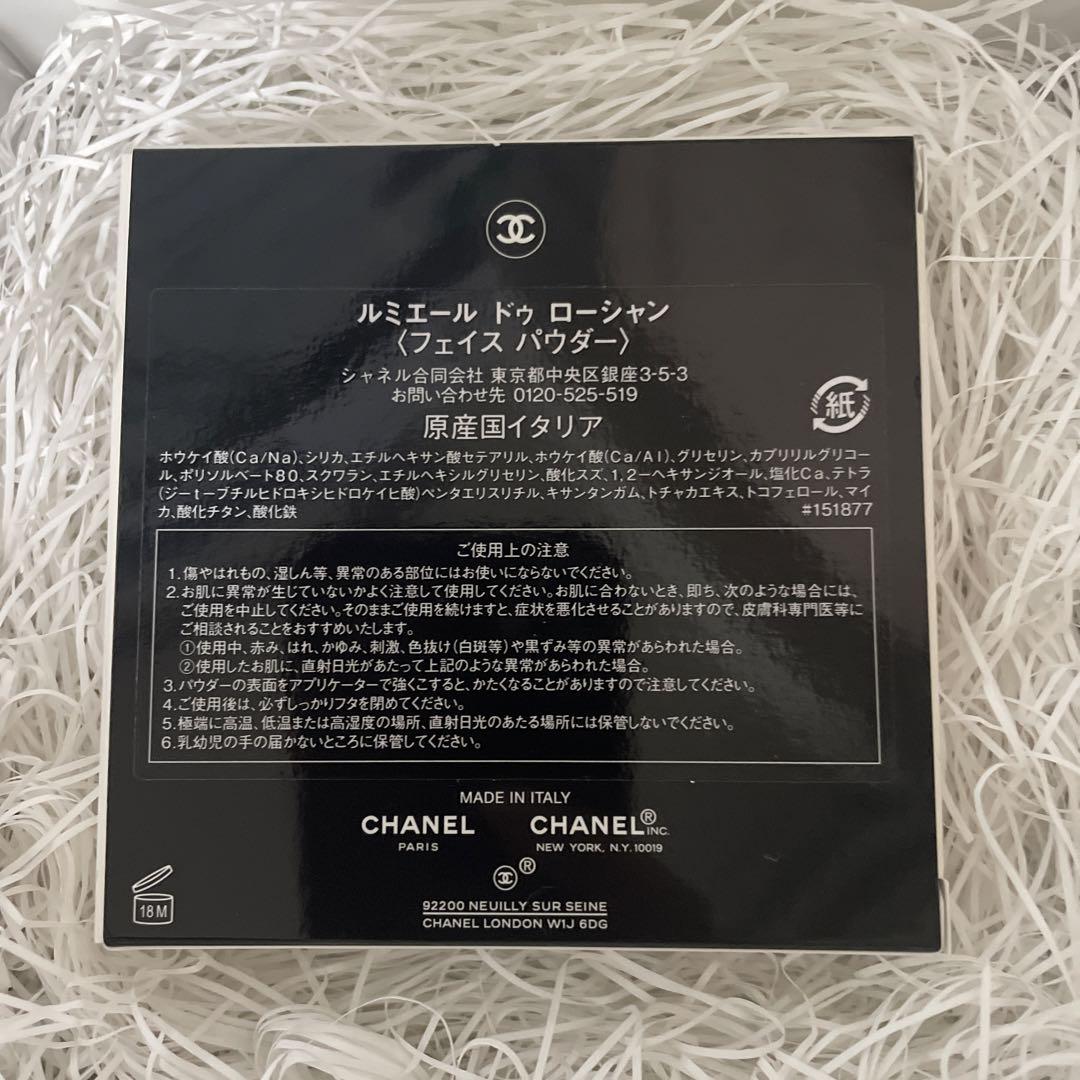 ルミエール ドゥ ローシャン
〈フェイス パウダー〉
シャネル合同会社 東京都中央区銀座3-5-3
お問い合わせ先 0120-525-519
原産国イタリア
紙
ホウケイ酸(Ca/Na)、シリカ、エチルヘキサン酸セテアリル、ホウケイ酸(Ca/Al)、グリセリン、カプリリルグリコー
ル、ポリソルベート80、スクワラン、エチルヘキシルグリセリン、酸化スズ、1,2-ヘキサンジオール、塩化Ca、テトラ
(ジ-t-ブチルヒドロキシヒドロケイヒ酸)ペンタエリスリチル、キサンタンガム、トチャカエキス、トコフェロール、マイ
カ、酸化チタン、酸化鉄 #151877
ご使用上の注意
1.傷やはれもの、湿しん等、異常のある部位にはお使いにならないでください。
2.お肌に異常が生じていないかよく注意して使用してください。お肌に合わないとき、即ち、次のような場合には、
ご使用を中止してください。そのままご使用を続けますと、症状を悪化させることがありますので、皮膚科専門医等に
ご相談されることをおすすめいたします。
①使用中、赤み、はれ、かゆみ、刺激、色抜け(白斑等)や黒ずみ等の異常があらわれた場合。
②使用したお肌に、直射日光があたって上記のような異常があらわれた場合。
3.パウダーの表面をアプリケーターで強くこすると、かたくなることがありますので注意してください。
4.ご使用後は、必ずしっかりフタを閉めてください。
5.極端に高温、低温または高湿度の場所、直射日光のあたる場所には保管しないでください。
6.乳幼児の手の届かないところに保管してください。
MADE IN ITALY
CHANEL CHANEL® INC.
PARIS NEW YORK, N.Y. 10019
®
18M
92200 NEUILLY SUR SEINE
CHANEL LONDON W1J 6DG